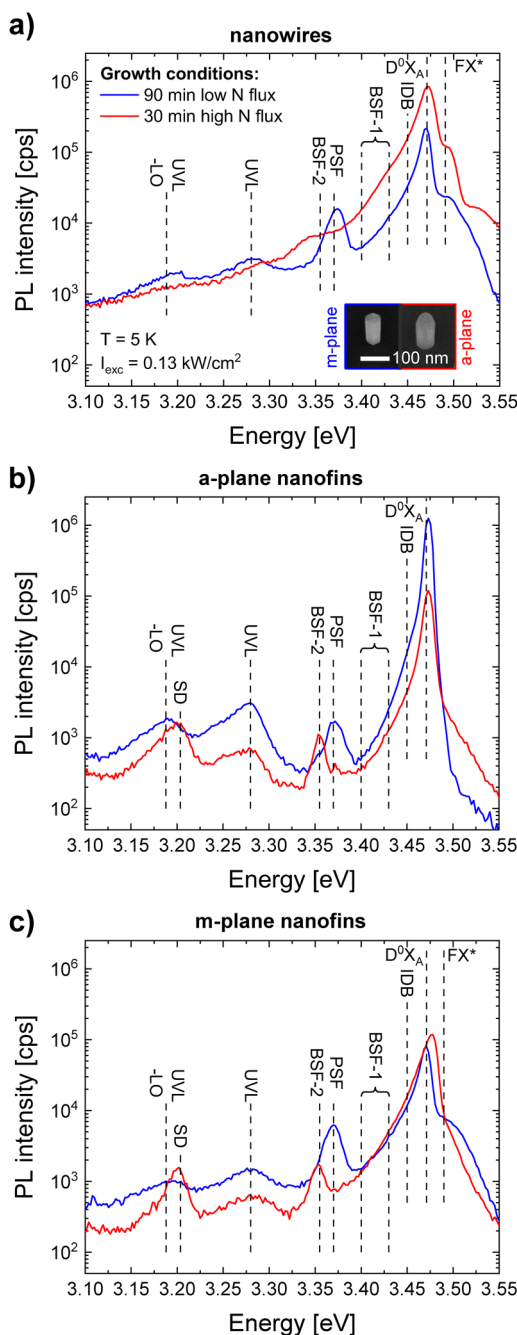 a)
nanowires
Growth conditions:
90 min low N flux
30 min high N flux
-LO
UVL
UVL
BSF-2
PSF
BSF-1
IDB
D⁰X_A
FX*
PL intensity [cps]
10⁶
10⁵
10⁴
10³
10²
T = 5 K
I_exc = 0.13 kW/cm²
m-plane
100 nm
a-plane
3.10 3.15 3.20 3.25 3.30 3.35 3.40 3.45 3.50 3.55
Energy [eV]
b)
a-plane nanofins
-LO
UVL
SD
UVL
BSF-2
PSF
BSF-1
IDB
D⁰X_A
PL intensity [cps]
10⁶
10⁵
10⁴
10³
10²
3.10 3.15 3.20 3.25 3.30 3.35 3.40 3.45 3.50 3.55
Energy [eV]
c)
m-plane nanofins
-LO
UVL
SD
UVL
BSF-2
PSF
BSF-1
IDB
D⁰X_A
FX*
PL intensity [cps]
10⁶
10⁵
10⁴
10³
10²
3.10 3.15 3.20 3.25 3.30 3.35 3.40 3.45 3.50 3.55
Energy [eV]